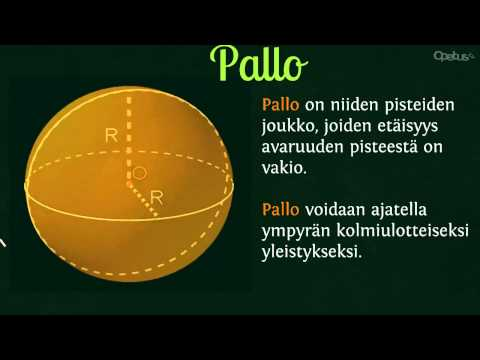 Pallo
Opetus
Pallo on niiden pisteiden
joukko, joiden etäisyys
avaruuden pisteestä on
vakio.
Pallo voidaan ajatella
ympyrän kolmiulotteiseksi
yleistykseksi.
R
O
R